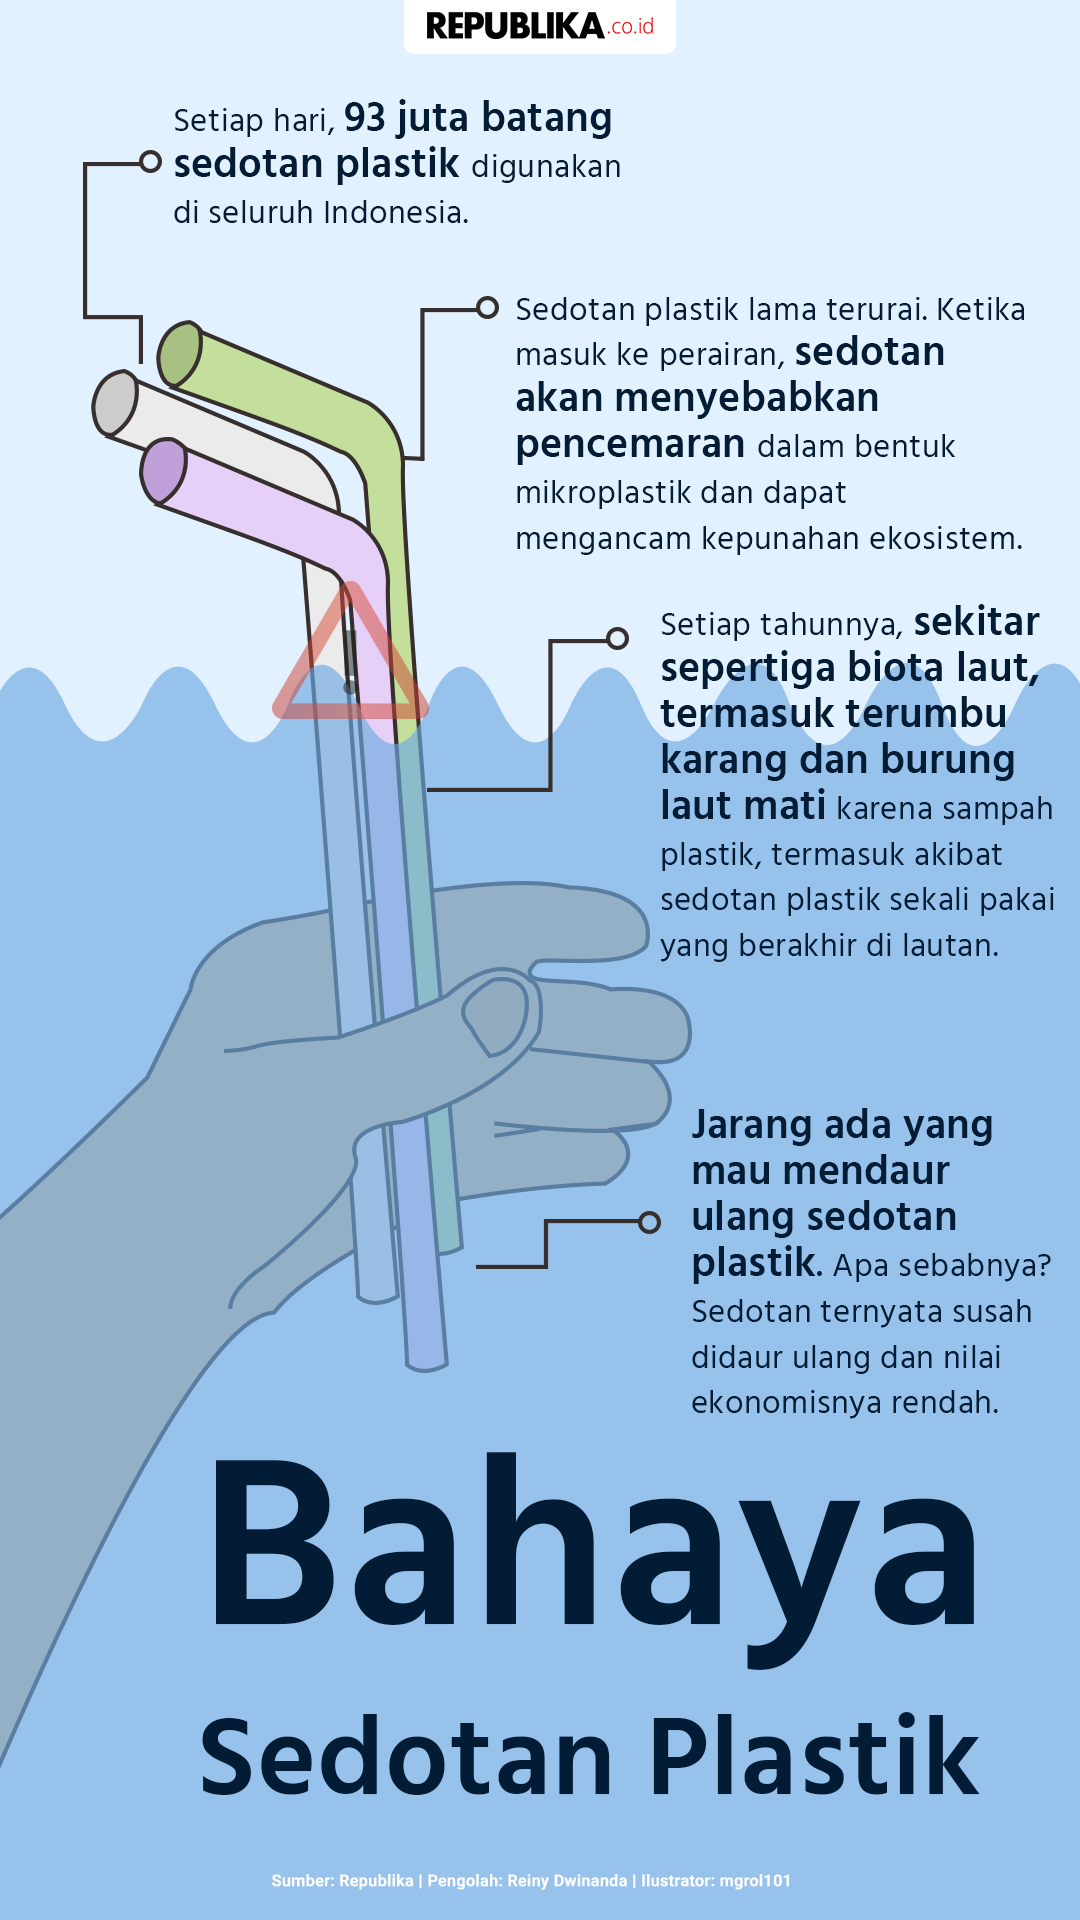 REPUBLIKA.co.id
Setiap hari, 93 juta batang
sedotan plastik digunakan
di seluruh Indonesia.
Sedotan plastik lama terurai. Ketika
masuk ke perairan, sedotan
akan menyebabkan
pencemaran dalam bentuk
mikroplastik dan dapat
mengancam kepunahan ekosistem.
Setiap tahunnya, sekitar
sepertiga biota laut,
termasuk terumbu
karang dan burung
laut mati karena sampah
plastik, termasuk akibat
sedotan plastik sekali pakai
yang berakhir di lautan.
Jarang ada yang
mau mendaur
ulang sedotan
plastik. Apa sebabnya?
Sedotan ternyata susah
didaur ulang dan nilai
ekonomisnya rendah.
Bahaya
Sedotan Plastik
Sumber: Republika | Pengolah: Reiny Dwinanda | Ilustrator: mgrol101